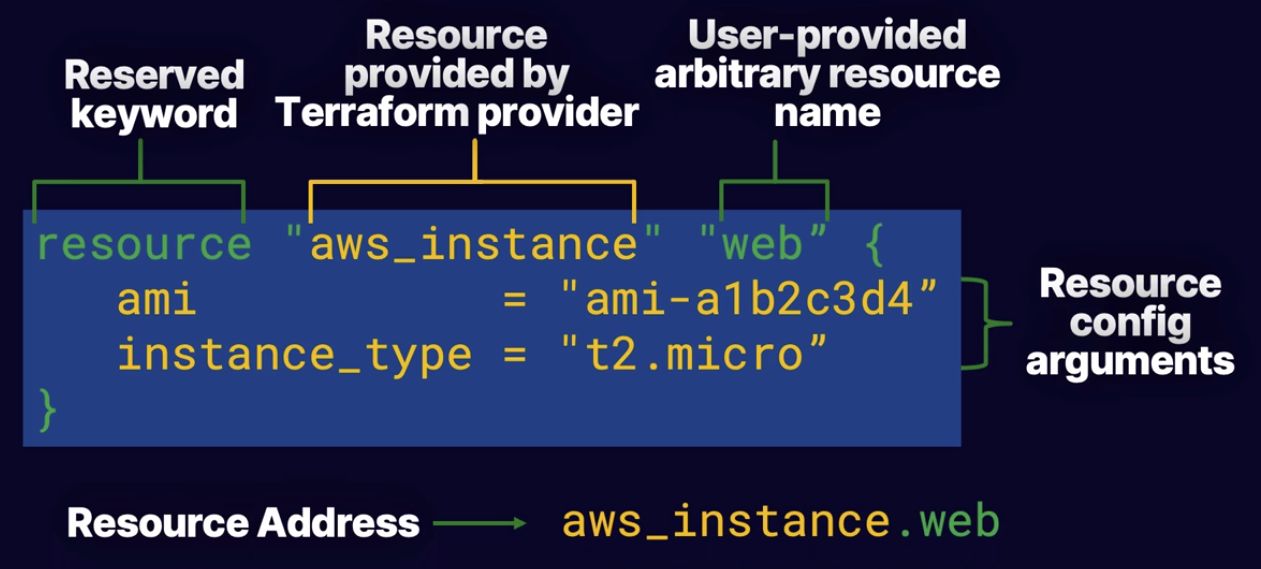 Reserved
keyword
Resource
provided by
Terraform provider
User-provided
arbitrary resource
name
resource "aws_instance" "web” {
ami = "ami-a1b2c3d4”
instance_type = "t2.micro”
}
Resource
config
arguments
Resource Address
aws_instance.web